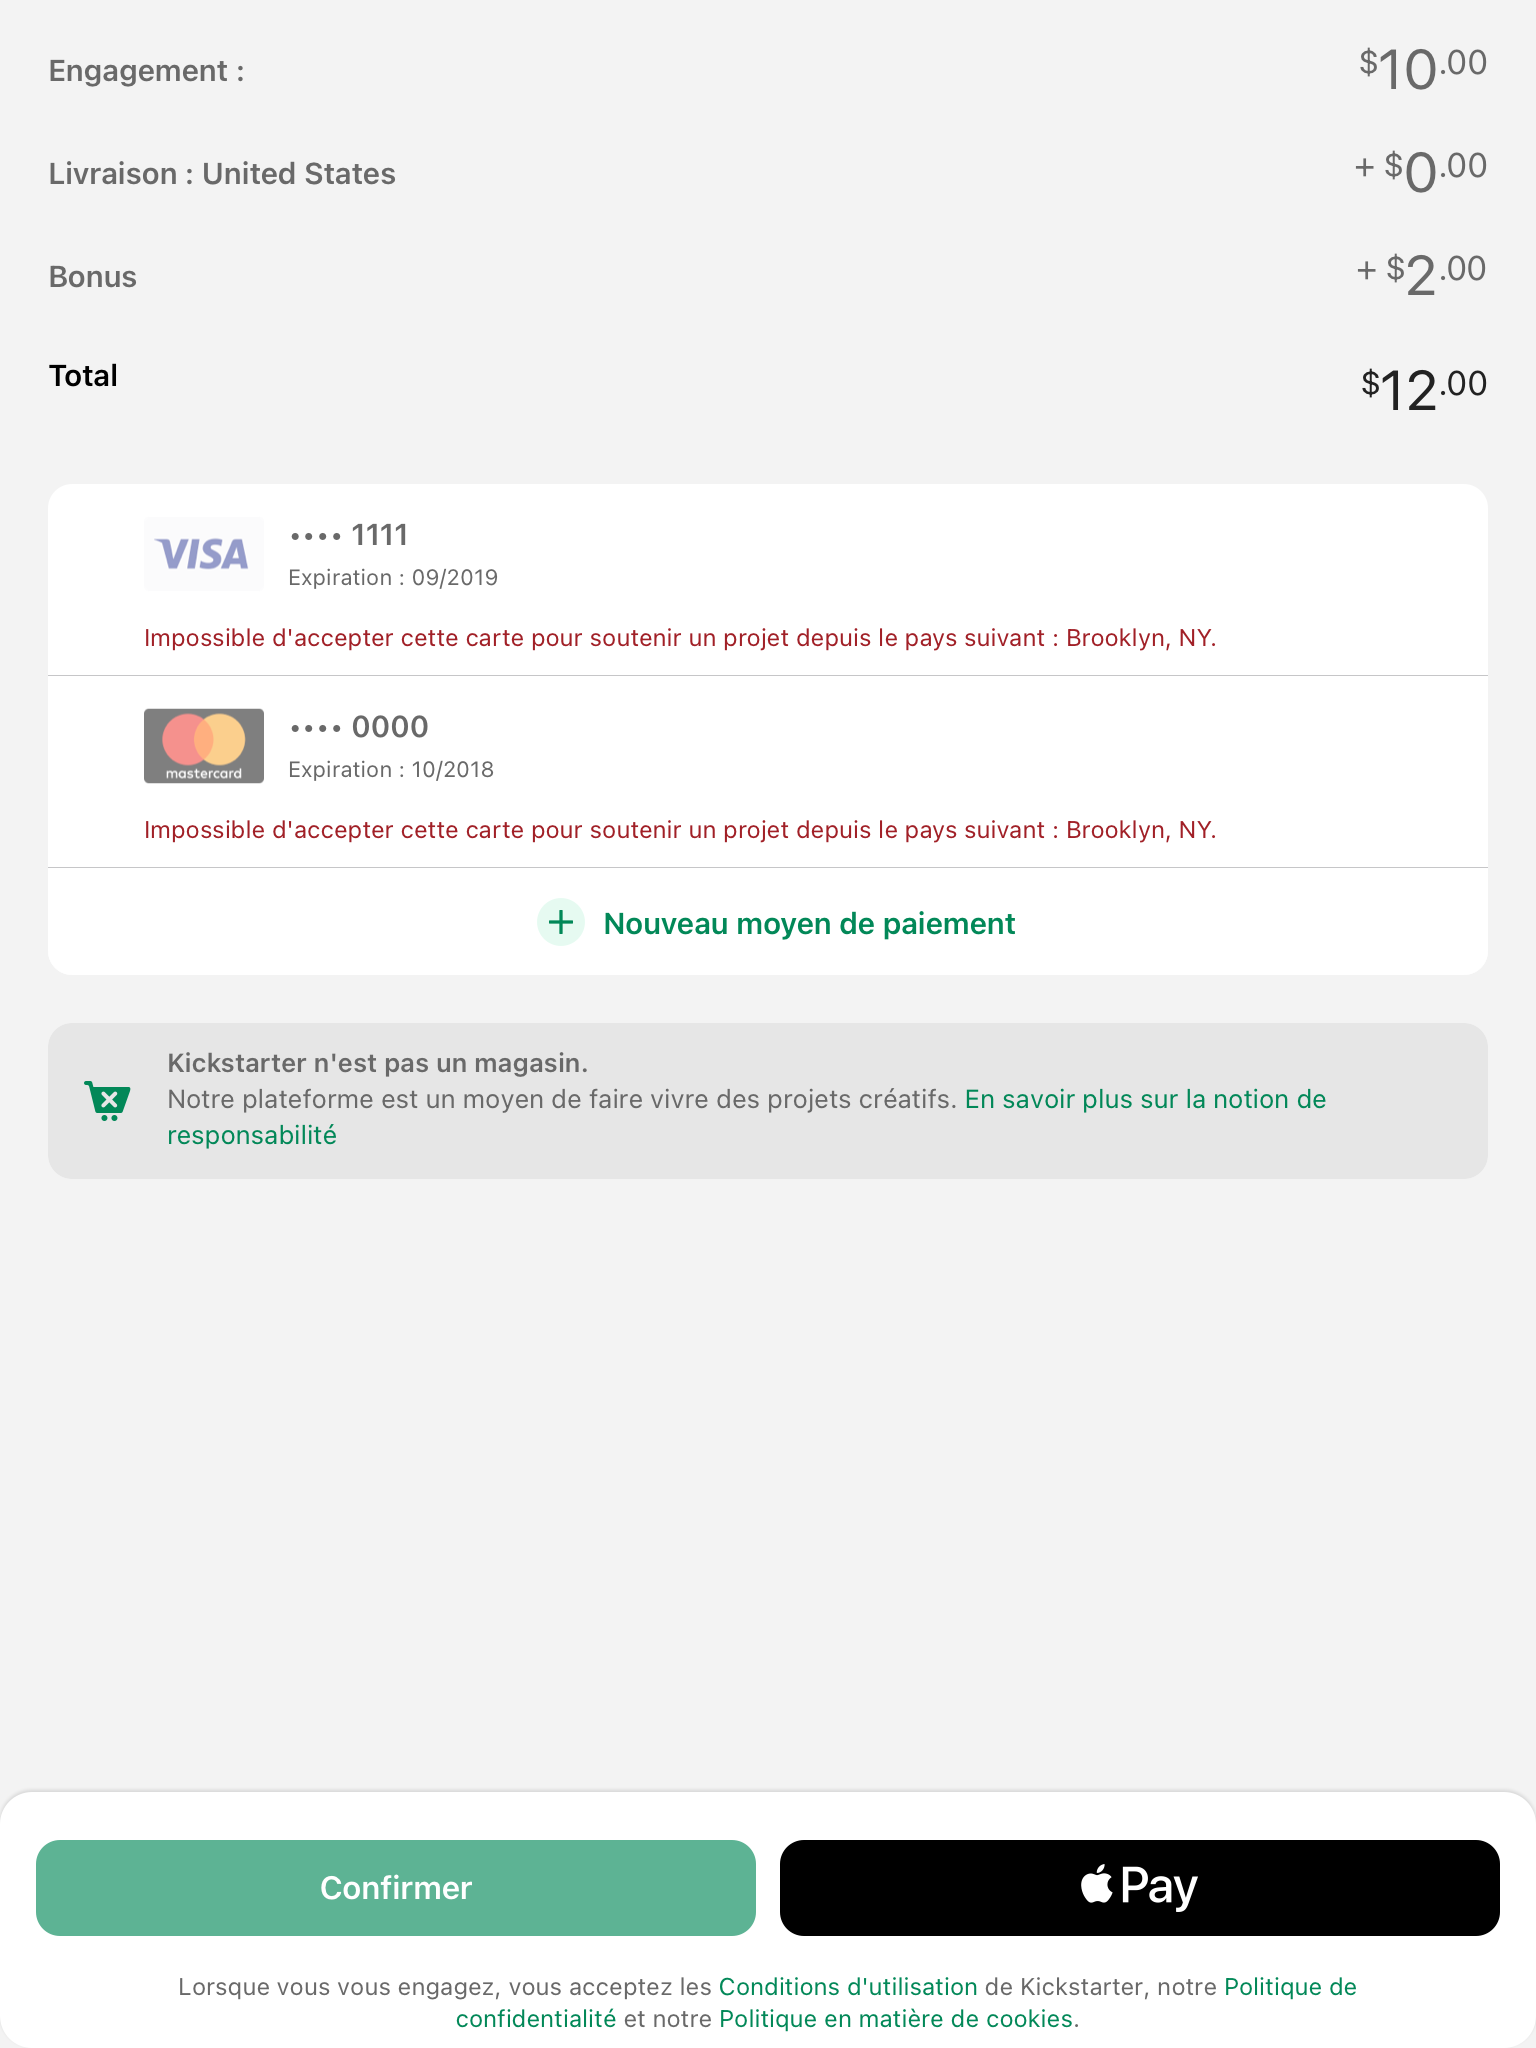 Engagement :
$10.00
Livraison : United States
+ $0.00
Bonus
+ $2.00
Total
$12.00
VISA
•••• 1111
Expiration : 09/2019
Impossible d'accepter cette carte pour soutenir un projet depuis le pays suivant : Brooklyn, NY.
mastercard
•••• 0000
Expiration : 10/2018
Impossible d'accepter cette carte pour soutenir un projet depuis le pays suivant : Brooklyn, NY.
+ Nouveau moyen de paiement
Kickstarter n'est pas un magasin.
Notre plateforme est un moyen de faire vivre des projets créatifs. En savoir plus sur la notion de
responsabilité
Confirmer
Pay
Lorsque vous vous engagez, vous acceptez les Conditions d'utilisation de Kickstarter, notre Politique de
confidentialité et notre Politique en matière de cookies.